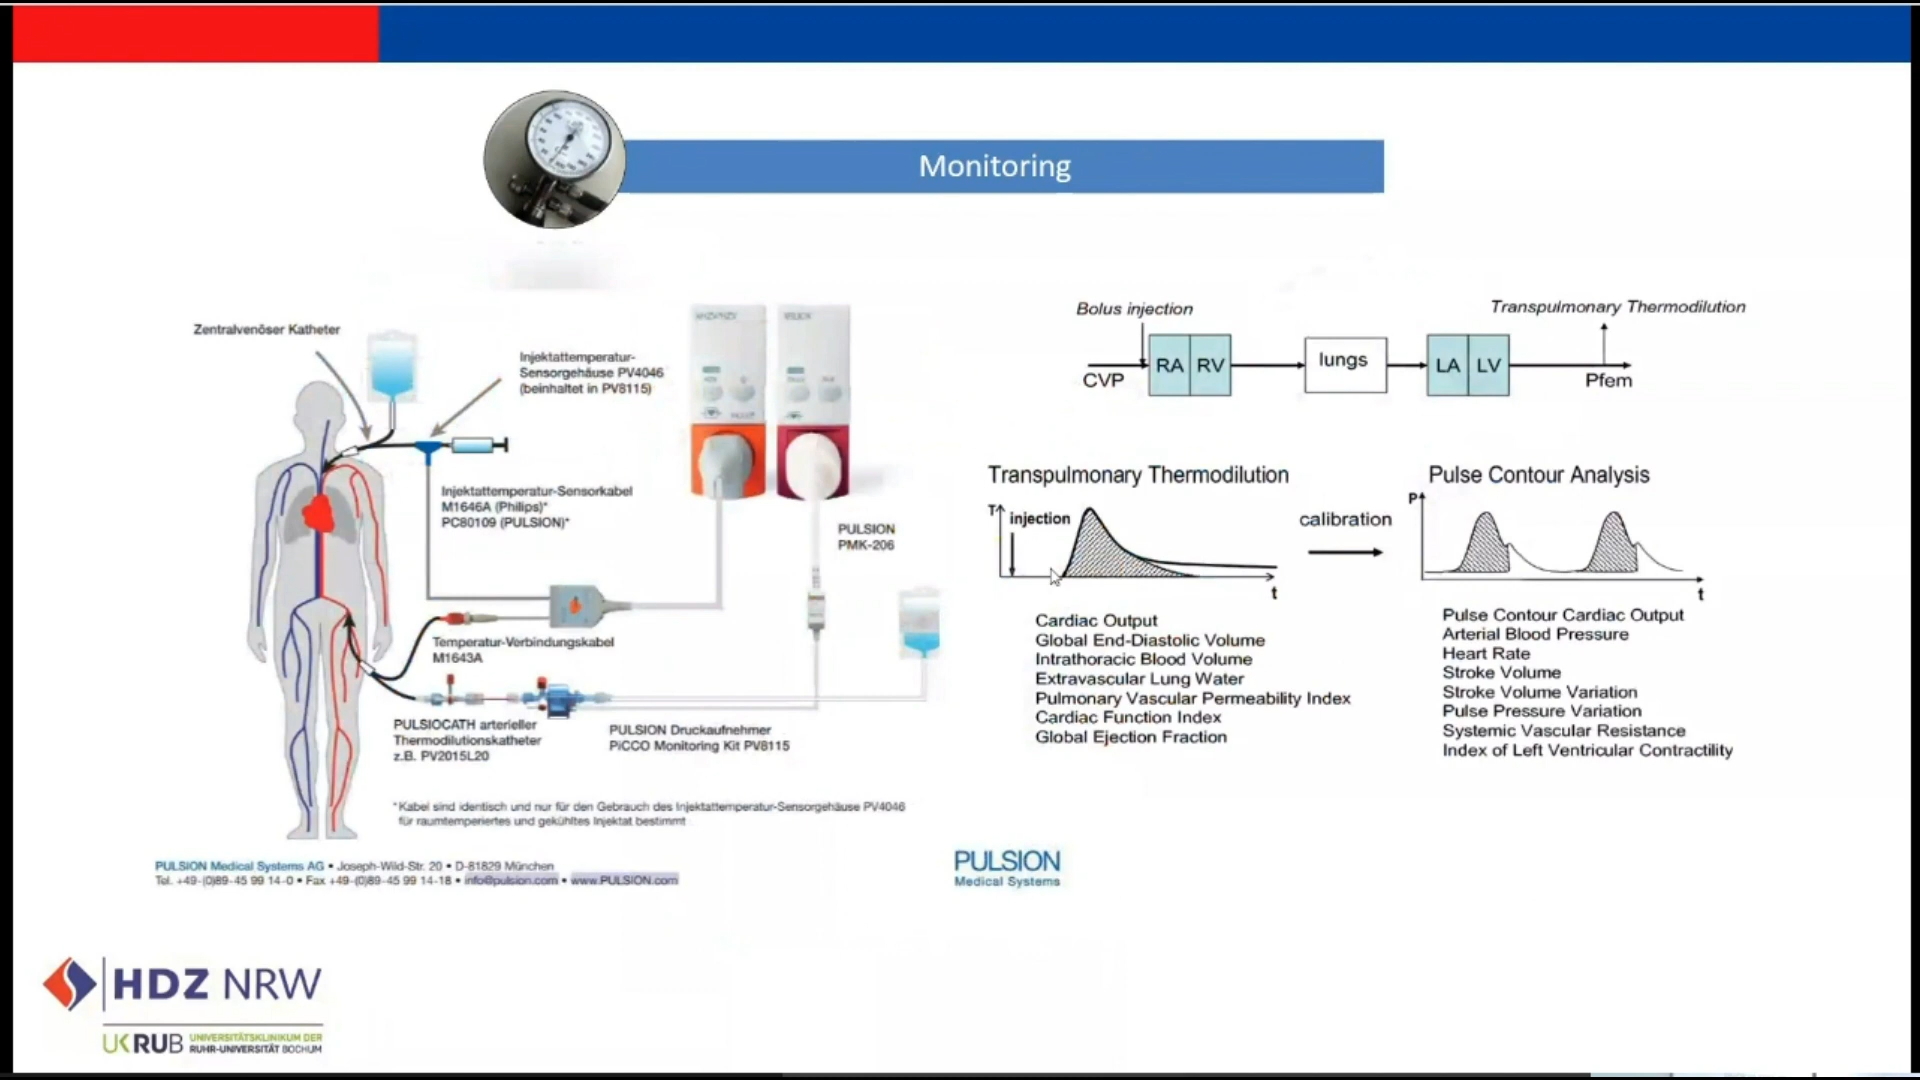 Monitoring
Zentralvenöser Katheter
Injektattemperatur-
Sensorgehäuse PV4046
(beinhaltet in PV8115)
Injektattemperatur-Sensorkabel
M1646A (Philips)*
PC80109 (PULSION)*
PULSION
PMK-206
Temperatur-Verbindungskabel
M1643A
PULSIOCATH arterieller
Thermodilutionskatheter
z.B. PV2015L20
PULSION Druckaufnehmer
PiCCO Monitoring Kit PV8115
*Kabel sind identisch und nur für den Gebrauch des Injektattemperatur-Sensorgehäuse PV4046
für raumtemperiertes und gekühltes Injektat bestimmt
PULSION Medical Systems AG • Joseph-Wild-Str. 20 • D-81829 München
Tel. +49-(0)89-45 99 14-0 • Fax +49-(0)89-45 99 14-18 • info@pulsion.com • www.PULSION.com
PULSION
Medical Systems
Bolus injection
Transpulmonary Thermodilution
CVP
RA RV
lungs
LA LV
Pfem
Transpulmonary Thermodilution
T
injection
t
calibration
Pulse Contour Analysis
P
t
Cardiac Output
Global End-Diastolic Volume
Intrathoracic Blood Volume
Extravascular Lung Water
Pulmonary Vascular Permeability Index
Cardiac Function Index
Global Ejection Fraction
Pulse Contour Cardiac Output
Arterial Blood Pressure
Heart Rate
Stroke Volume
Stroke Volume Variation
Pulse Pressure Variation
Systemic Vascular Resistance
Index of Left Ventricular Contractility
HDZ NRW
UK RUB
UNIVERSITÄTSKLINIKUM DER
RUHR-UNIVERSITÄT BOCHUM